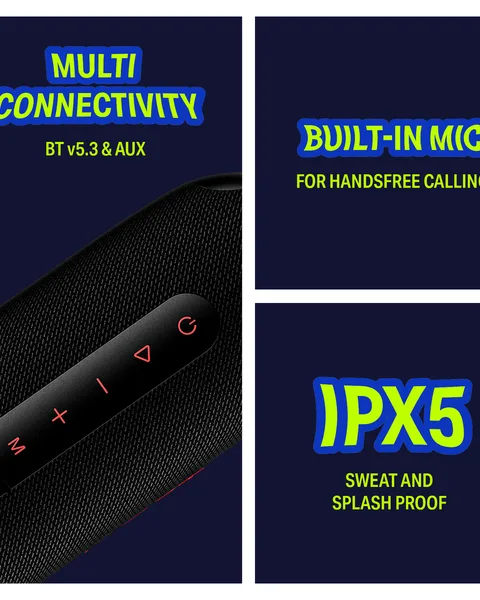 MULTI
CONNECTIVITY
BT v5.3 & AUX
M
BUILT-IN MIC
FOR HANDSFREE CALLING
IPX5
SWEAT AND
SPLASH PROOF